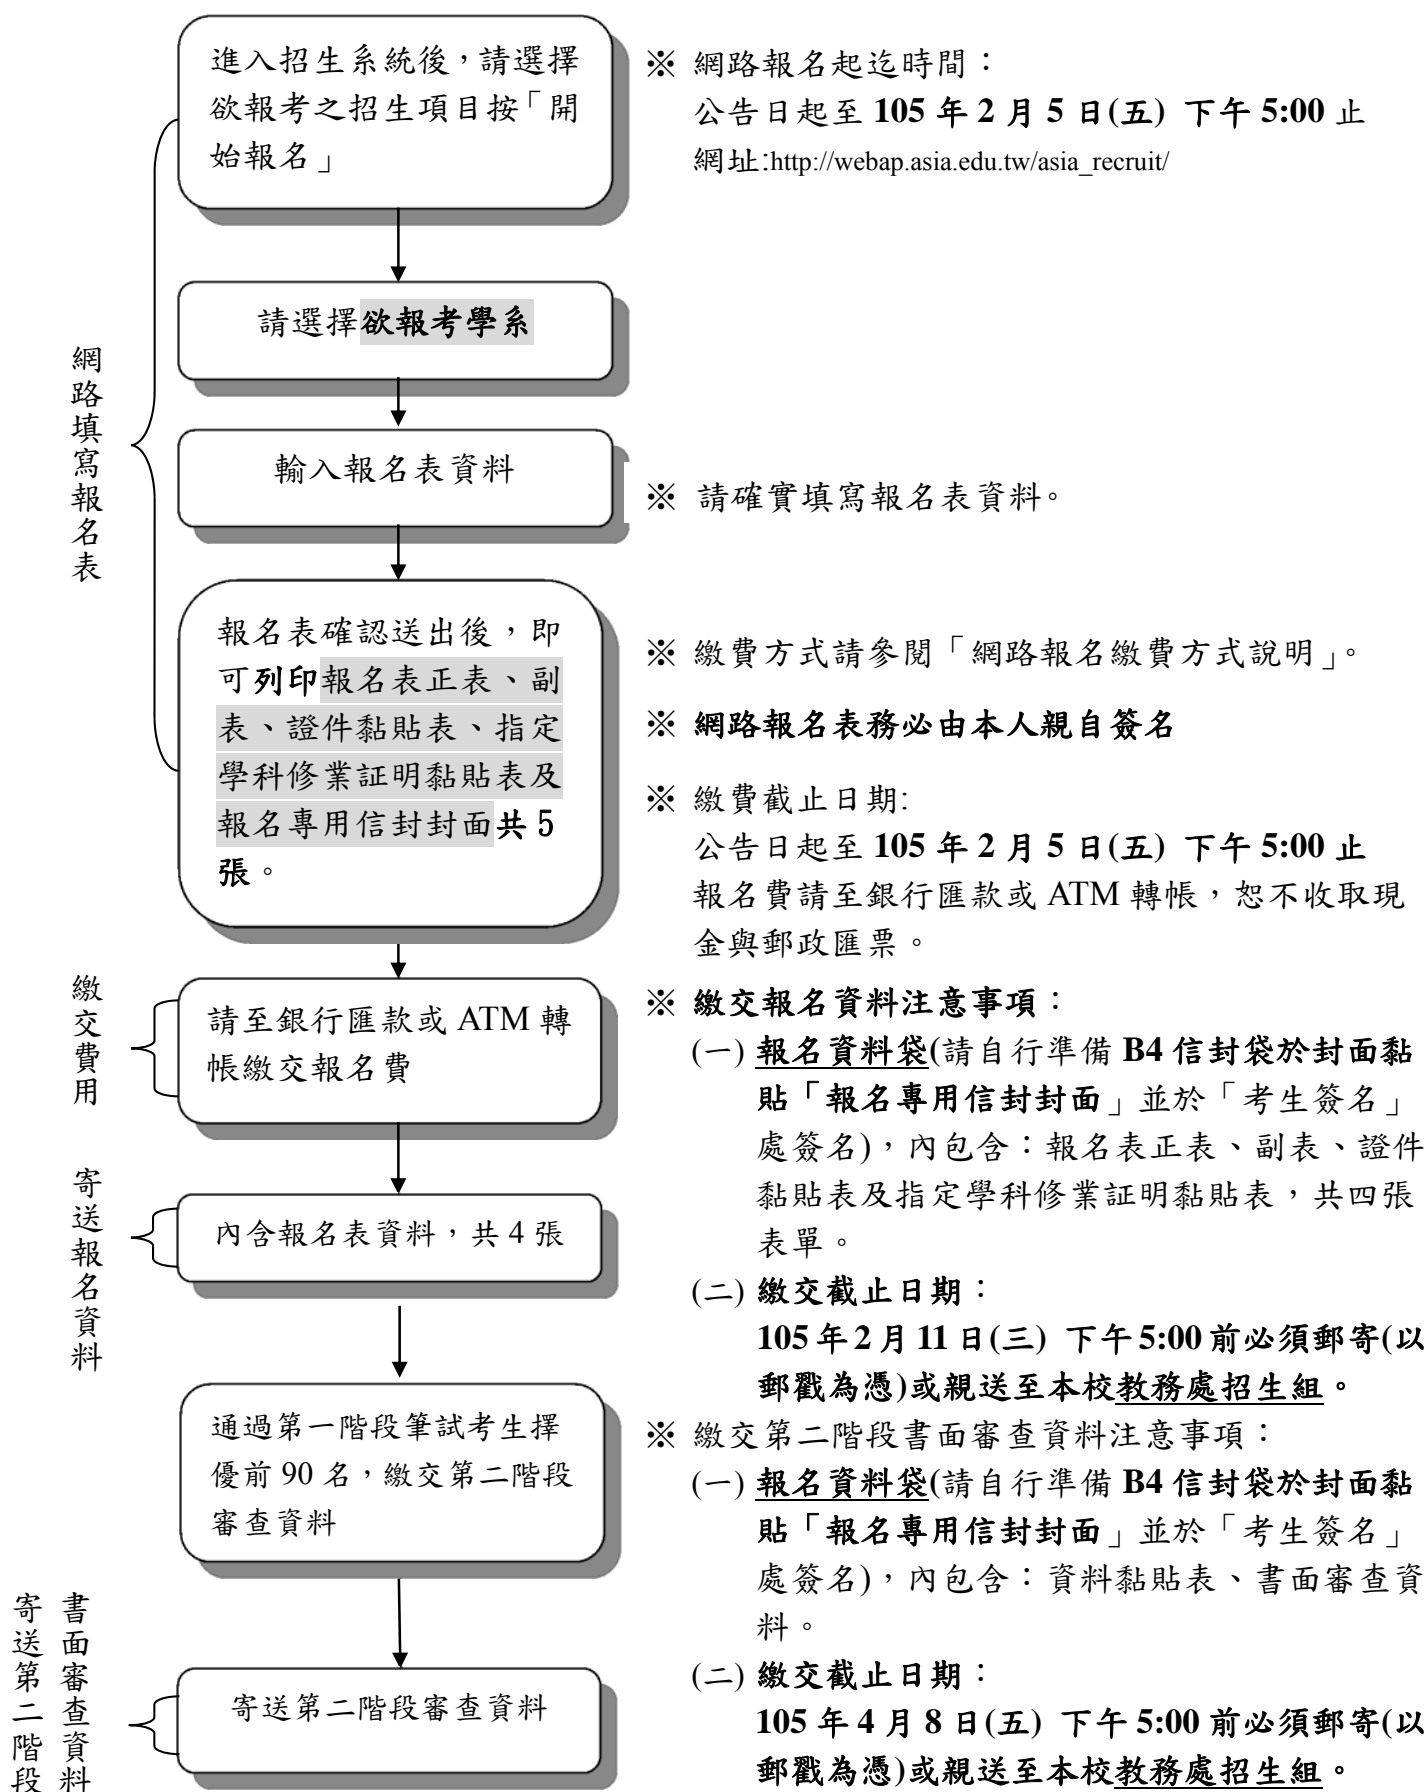 進入招生系統後，請選擇
欲報考之招生項目按「開
始報名」
請選擇欲報考學系
輸入報名表資料
報名表確認送出後，即
可列印報名表正表、副
表、證件黏貼表、指定
學科修業証明黏貼表及
報名專用信封封面共 5
張。
請至銀行匯款或 ATM 轉
帳繳交報名費
內含報名表資料，共 4 張
通過第一階段筆試考生擇
優前 90 名，繳交第二階段
審查資料
寄送第二階段審查資料
網路填寫報名表
繳交費用
寄送報名資料
寄送第二階段
書面審查資料
※ 網路報名起迄時間：
公告日起至 105 年 2 月 5 日(五) 下午 5:00 止
網址:http://webap.asia.edu.tw/asia_recruit/
※ 請確實填寫報名表資料。
※ 繳費方式請參閱「網路報名繳費方式說明」。
※ 網路報名表務必由本人親自簽名
※ 繳費截止日期:
公告日起至 105 年 2 月 5 日(五) 下午 5:00 止
報名費請至銀行匯款或 ATM 轉帳，恕不收取現
金與郵政匯票。
※ 繳交報名資料注意事項：
(一) 報名資料袋(請自行準備 B4 信封袋於封面黏
貼「報名專用信封封面」並於「考生簽名」
處簽名)，內包含：報名表正表、副表、證件
黏貼表及指定學科修業証明黏貼表，共四張
表單。
(二) 繳交截止日期：
105 年 2 月 11 日(三) 下午 5:00 前必須郵寄(以
郵戳為憑)或親送至本校教務處招生組。
※ 繳交第二階段書面審查資料注意事項：
(一) 報名資料袋(請自行準備 B4 信封袋於封面黏
貼「報名專用信封封面」並於「考生簽名」
處簽名)，內包含：資料黏貼表、書面審查資
料。
(二) 繳交截止日期：
105 年 4 月 8 日(五) 下午 5:00 前必須郵寄(以
郵戳為憑)或親送至本校教務處招生組。